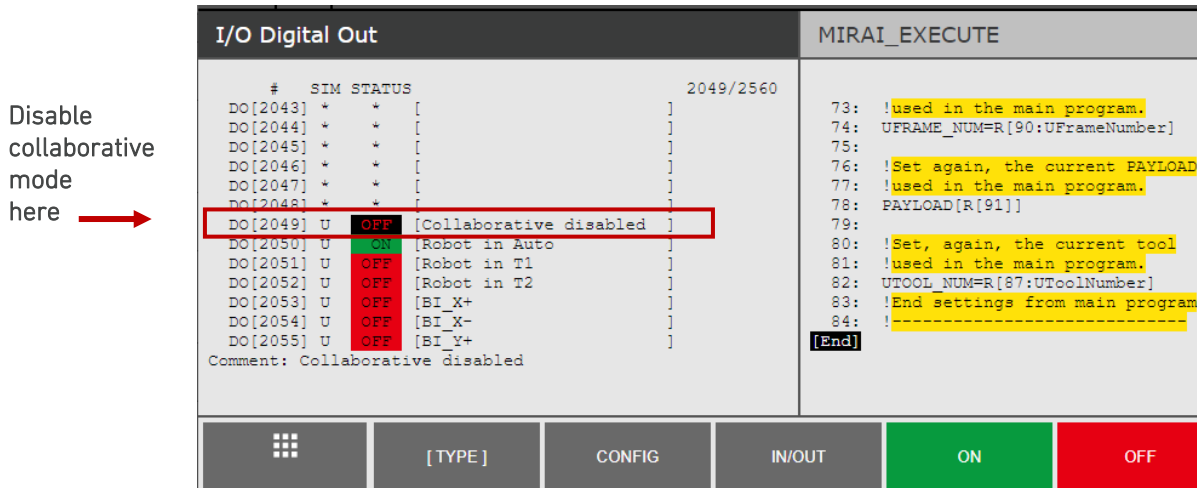 Disable
collaborative
mode
here
I/O Digital Out
# SIM STATUS 2049/2560
DO[2043] * * [ ]
DO[2044] * * [ ]
DO[2045] * * [ ]
DO[2046] * * [ ]
DO[2047] * * [ ]
DO[2048] * * [ ]
DO[2049] U OFF [Collaborative disabled ]
DO[2050] U ON [Robot in Auto ]
DO[2051] U OFF [Robot in T1 ]
DO[2052] U OFF [Robot in T2 ]
DO[2053] U OFF [BI_X+ ]
DO[2054] U OFF [BI_X- ]
DO[2055] U OFF [BI_Y+ ]
Comment: Collaborative disabled
MIRAI_EXECUTE
73: !used in the main program.
74: UFRAME_NUM=R[90:UFrameNumber]
75:
76: !Set again, the current PAYLOAD
77: !used in the main program.
78: PAYLOAD[R[91]]
79:
80: !Set, again, the current tool
81: !used in the main program.
82: UTOOL_NUM=R[87:UToolNumber]
83: !End settings from main program
84: !----------------------------
[End]
[ TYPE ] CONFIG IN/OUT ON OFF